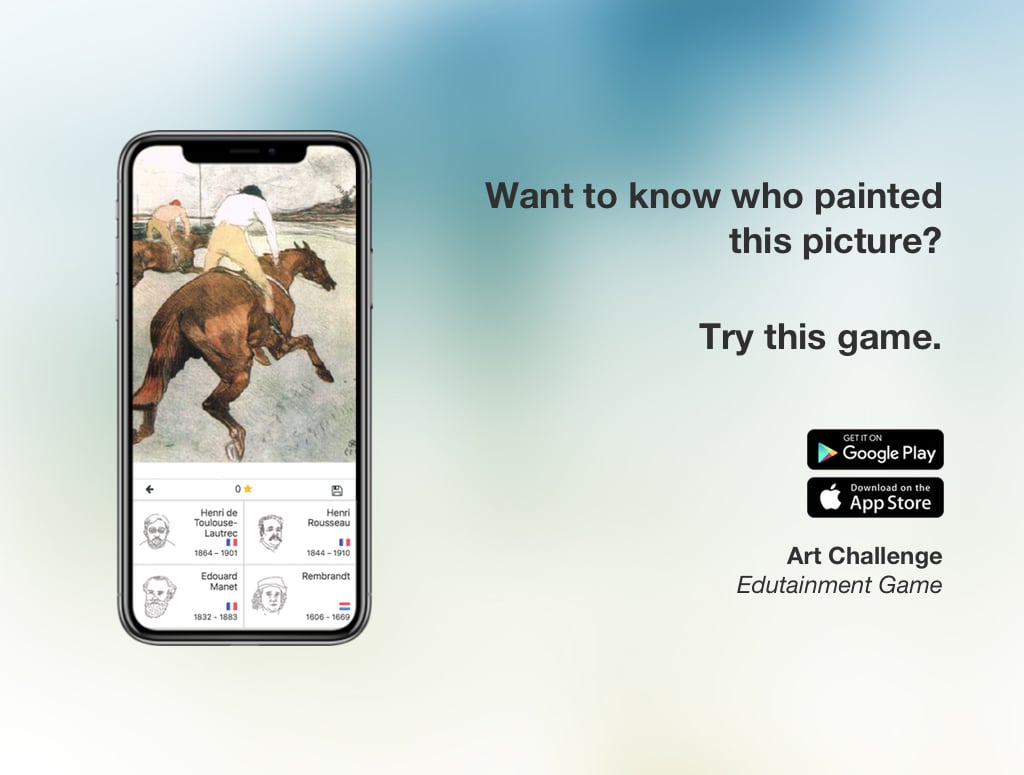 Want to know who painted
this picture?
Try this game.
GET IT ON
Google Play
Download on the
App Store
Art Challenge
Edutainment Game
0
Henri de
Toulouse-
Lautrec
1864 – 1901
Henri
Rousseau
1844 – 1910
Edouard
Manet
1832 - 1883
Rembrandt
1606 - 1669